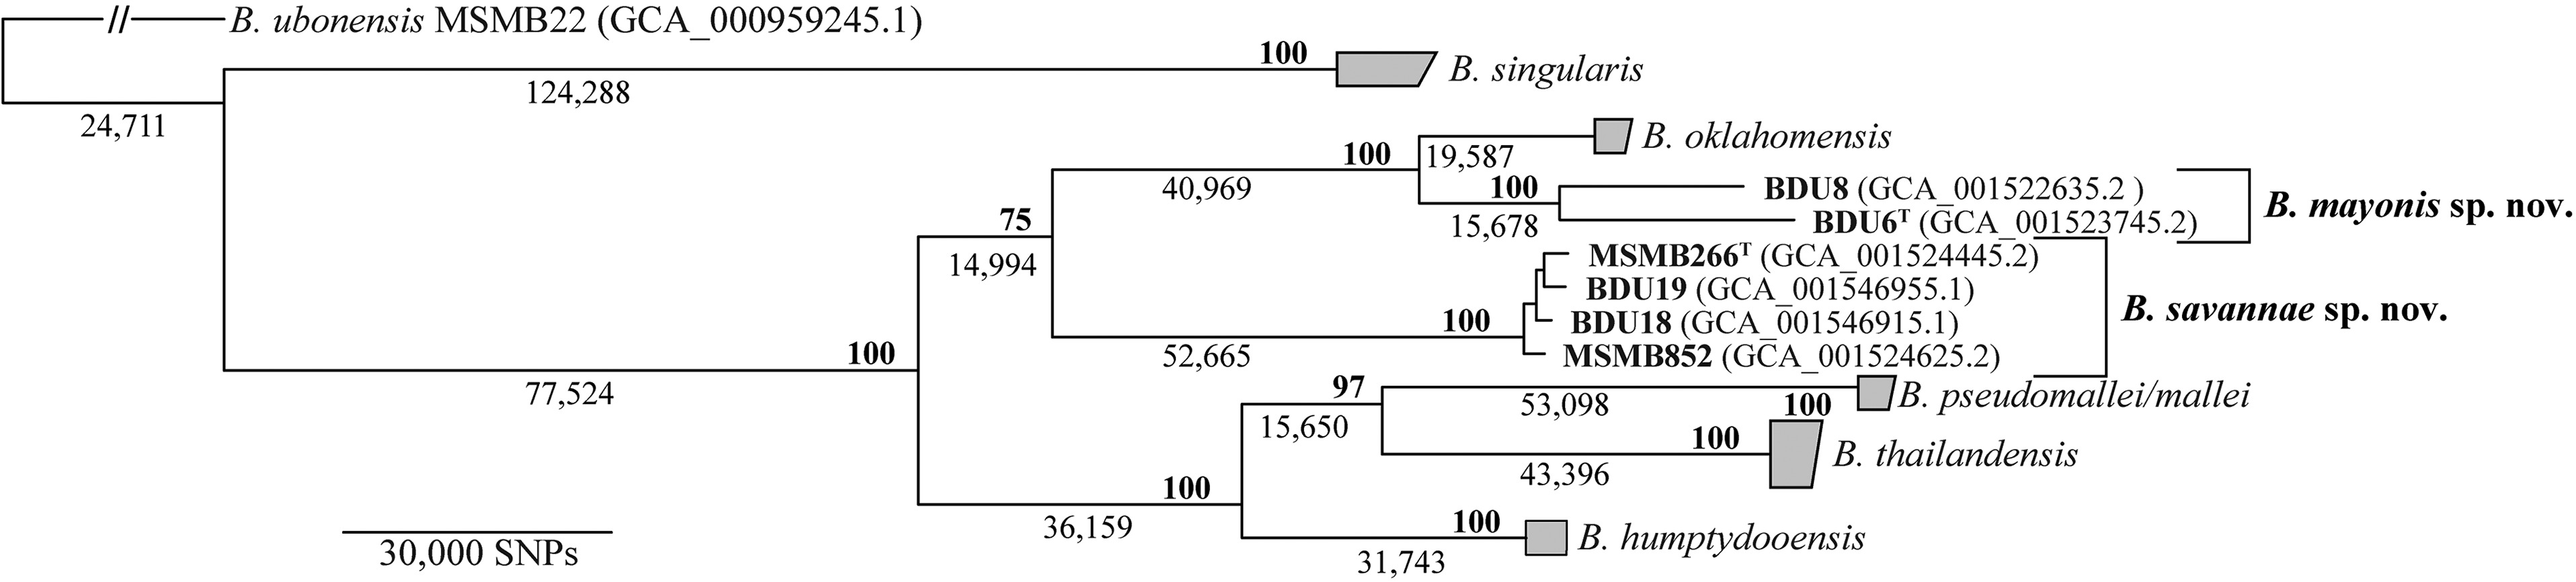 B. ubonensis MSMB22 (GCA_000959245.1)
100
B. singularis
124,288
24,711
B. oklahomensis
100
19,587
40,969
100
BDU8 (GCA_001522635.2 )
B. mayonis sp. nov.
15,678
BDU6ᵀ (GCA_001523745.2)
75
14,994
MSMB266ᵀ (GCA_001524445.2)
BDU19 (GCA_001546955.1)
B. savannae sp. nov.
100
BDU18 (GCA_001546915.1)
52,665
MSMB852 (GCA_001524625.2)
100
77,524
97
53,098
B. pseudomallei/mallei
100
15,650
100
B. thailandensis
43,396
100
36,159
100
B. humptydooensis
31,743
30,000 SNPs